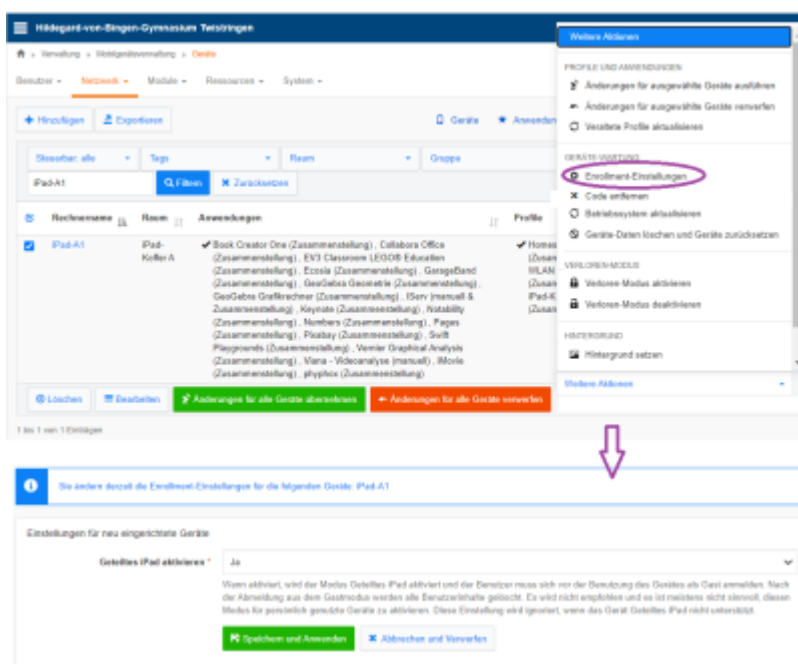 Hildegard-von-Bingen-Gymnasium Twistringen
Verwaltung » Mobilgeräteverwaltung » Geräte
Benutzer Netzwerk Module Ressourcen System
Hinzufügen Exportieren Geräte Anwendun
Steuerbar: alle Tags Raum Gruppe
iPad-A1 Filtern Zurücksetzen
Rechnername Raum Anwendungen Profile
iPad-A1 iPad-Koffer A
Book Creator One (Zusammenstellung) , Collabora Office
(Zusammenstellung) , EV3 Classroom LEGO® Education
(Zusammenstellung) , Ecosia (Zusammenstellung) , GarageBand
(Zusammenstellung) , GeoGebra Geometrie (Zusammenstellung) ,
GeoGebra Grafikrechner (Zusammenstellung) , IServ (manuell &
Zusammenstellung) , Keynote (Zusammenstellung) , Notability
(Zusammenstellung) , Numbers (Zusammenstellung) , Pages
(Zusammenstellung) , Pixabay (Zusammenstellung) , Swift
Playgrounds (Zusammenstellung) , Vernier Graphical Analysis
(Zusammenstellung) , Viana - Videoanalyse (manuell) , iMovie
(Zusammenstellung) , phyphox (Zusammenstellung)
Homes
(Zusan
WLAN
(Zusan
iPad-K
(Zusan
Weitere Aktionen
PROFILE UND ANWENDUNGEN
Änderungen für ausgewählte Geräte ausführen
Änderungen für ausgewählte Geräte verwerfen
Veraltete Profile aktualisieren
GERÄTE-WARTUNG
Enrollment-Einstellungen
Code entfernen
Betriebssystem aktualisieren
Geräte-Daten löschen und Geräte zurücksetzen
VERLOREN-MODUS
Verloren-Modus aktivieren
Verloren-Modus deaktivieren
HINTERGRUND
Hintergrund setzen
Weitere Aktionen
Löschen Bearbeiten Änderungen für alle Geräte übernehmen Änderungen für alle Geräte verwerfen
1 bis 1 von 1 Einträgen
Sie ändern derzeit die Enrollment-Einstellungen für die folgenden Geräte: iPad-A1
Einstellungen für neu eingerichtete Geräte
Geteiltes iPad aktivieren * Ja
Wenn aktiviert, wird der Modus Geteiltes iPad aktiviert und der Benutzer muss sich vor der Benutzung des Gerätes als Gast anmelden. Nach
der Abmeldung aus dem Gastmodus werden alle Benutzerinhalte gelöscht. Es wird nicht empfohlen und es ist meistens nicht sinnvoll, diesen
Modus für persönlich genutzte Geräte zu aktivieren. Diese Einstellung wird ignoriert, wenn das Gerät Geteiltes iPad nicht unterstützt.
Speichern und Anwenden Abbrechen und Verwerfen